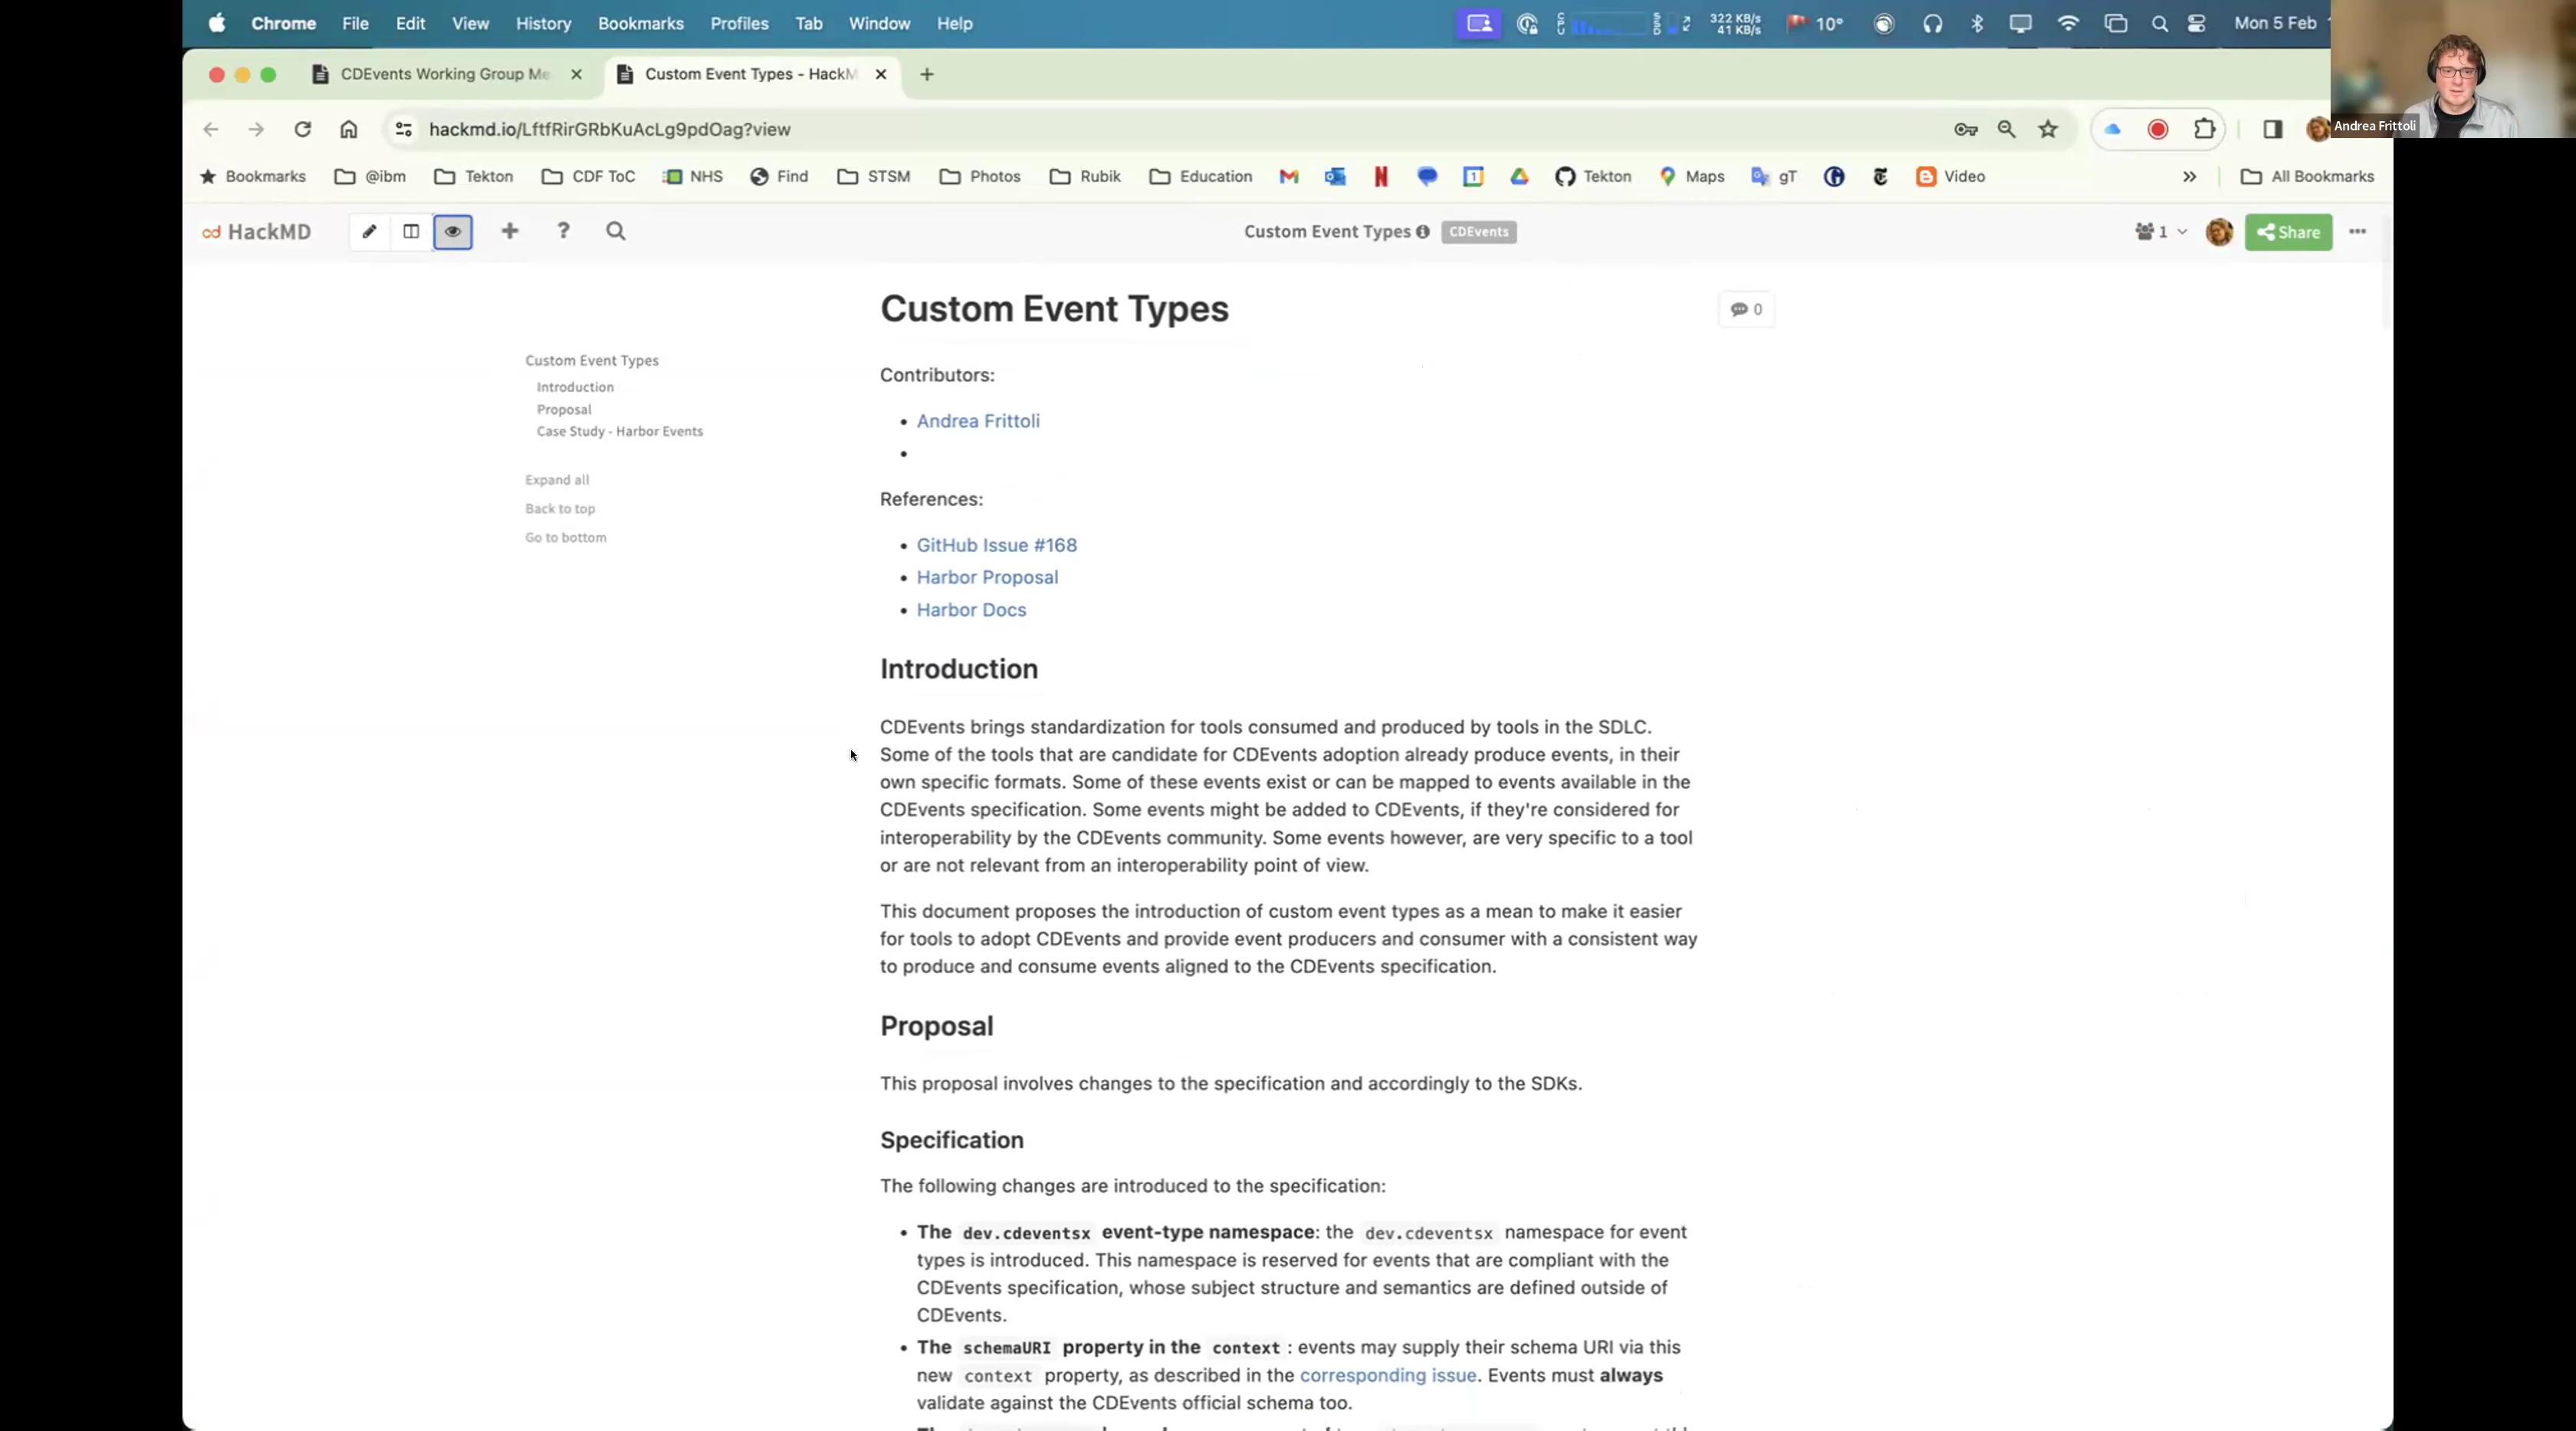 Chrome File Edit View History Bookmarks Profiles Tab Window Help
322 KB/s
41 KB/s
10°
Mon 5 Feb
CDEvents Working Group Me
Custom Event Types - HackM
hackmd.io/LftfRirGRbKuAcLg9pdOag?view
Andrea Frittoli
Bookmarks @ibm Tekton CDF ToC NHS Find STSM Photos Rubik Education Tekton Maps gT Video » All Bookmarks
HackMD
Custom Event Types CDEvents
1
Share
Custom Event Types
0
Custom Event Types
Introduction
Proposal
Case Study - Harbor Events
Expand all
Back to top
Go to bottom
Contributors:
• Andrea Frittoli
•
References:
• GitHub Issue #168
• Harbor Proposal
• Harbor Docs
Introduction
CDEvents brings standardization for tools consumed and produced by tools in the SDLC.
Some of the tools that are candidate for CDEvents adoption already produce events, in their
own specific formats. Some of these events exist or can be mapped to events available in the
CDEvents specification. Some events might be added to CDEvents, if they're considered for
interoperability by the CDEvents community. Some events however, are very specific to a tool
or are not relevant from an interoperability point of view.
This document proposes the introduction of custom event types as a mean to make it easier
for tools to adopt CDEvents and provide event producers and consumer with a consistent way
to produce and consume events aligned to the CDEvents specification.
Proposal
This proposal involves changes to the specification and accordingly to the SDKs.
Specification
The following changes are introduced to the specification:
• The dev.cdeventsx event-type namespace: the dev.cdeventsx namespace for event
types is introduced. This namespace is reserved for events that are compliant with the
CDEvents specification, whose subject structure and semantics are defined outside of
CDEvents.
• The schemaURI property in the context : events may supply their schema URI via this
new context property, as described in the corresponding issue. Events must always
validate against the CDEvents official schema too.